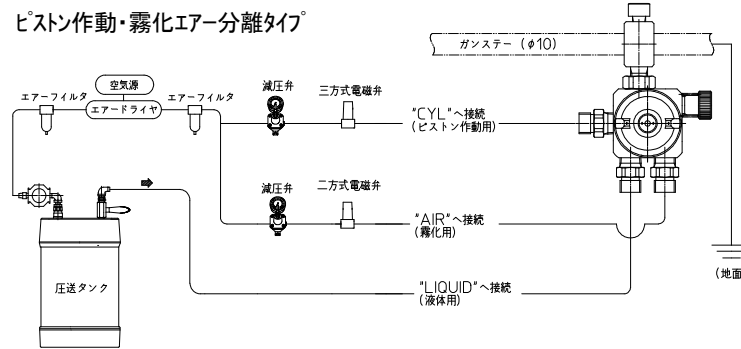 ピストン作動・霧化エアー分離タイプ
ガンステー (φ10)
空気源
エアーフィルタ
エアードライヤ
エアーフィルタ
減圧弁
三方式電磁弁
"CYL"へ接続
(ピストン作動用)
減圧弁
二方式電磁弁
"AIR"へ接続
(霧化用)
(地面
圧送タンク
"LIQUID"へ接続
(液体用)